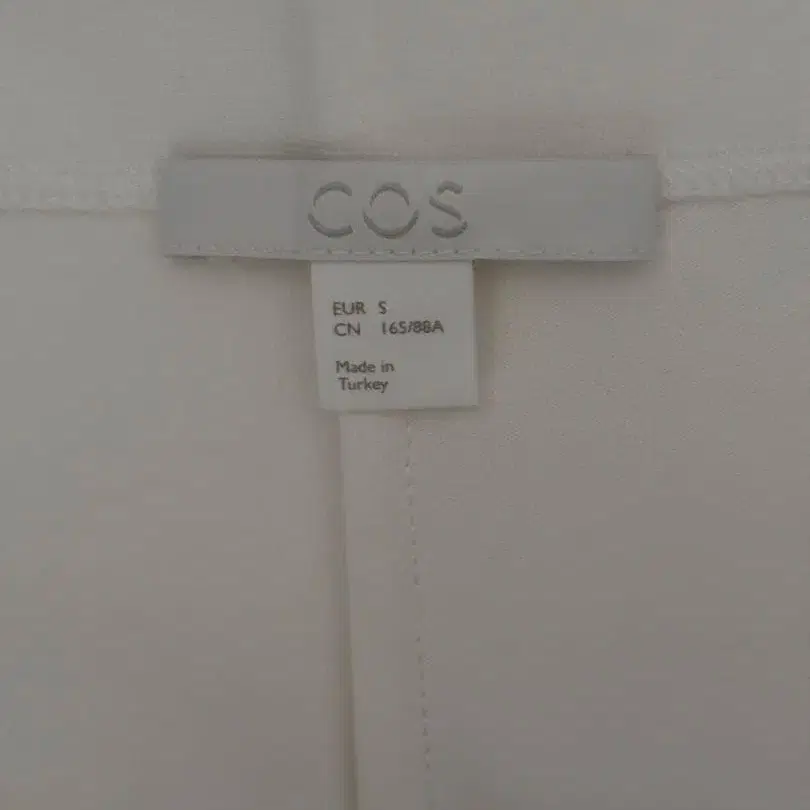 COS
EUR S
CN 165/88A
Made in
Turkey